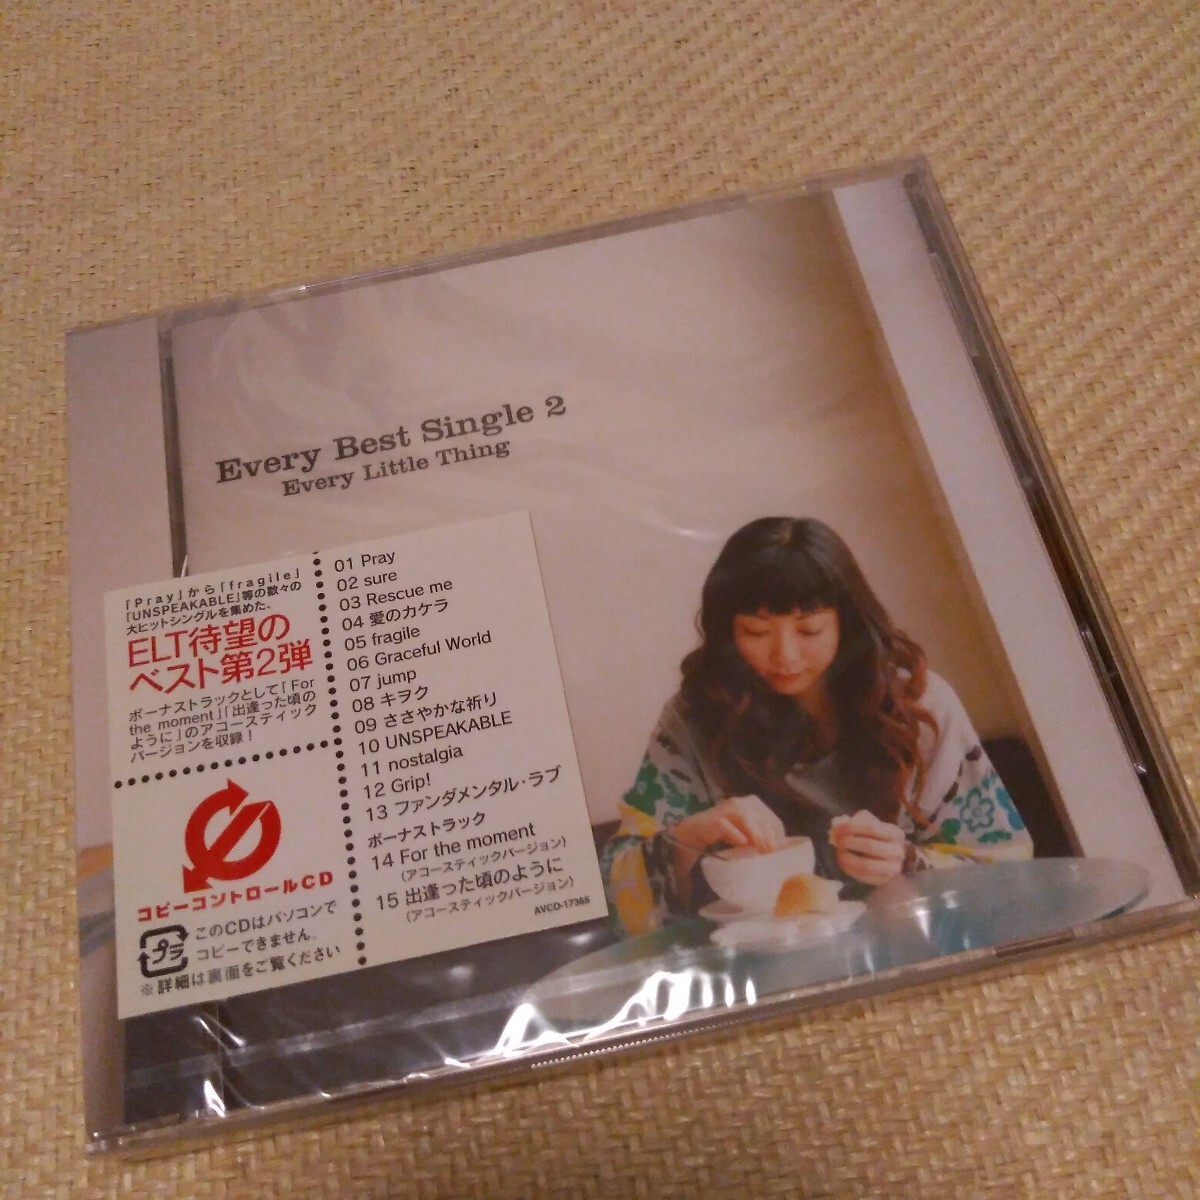 Every Best Single 2
Every Little Thing
「Pray」から「fragile」
「UNSPEAKABLE」等の数々の
大ヒットシングルを集めた、
ELT待望の
ベスト第2弾
ボーナストラックとして「For
the moment」「出逢った頃の
ように」のアコースティック
バージョンを収録!
コピーコントロールCD
プラ
このCDはパソコンで
コピーできません。
※詳細は裏面をご覧ください
01 Pray
02 sure
03 Rescue me
04 愛のカケラ
05 fragile
06 Graceful World
07 jump
08 キヲク
09 ささやかな祈り
10 UNSPEAKABLE
11 nostalgia
12 Grip!
13 ファンダメンタル・ラブ
ボーナストラック
14 For the moment
(アコースティックバージョン)
15 出逢った頃のように
(アコースティックバージョン)
AVCD-17365